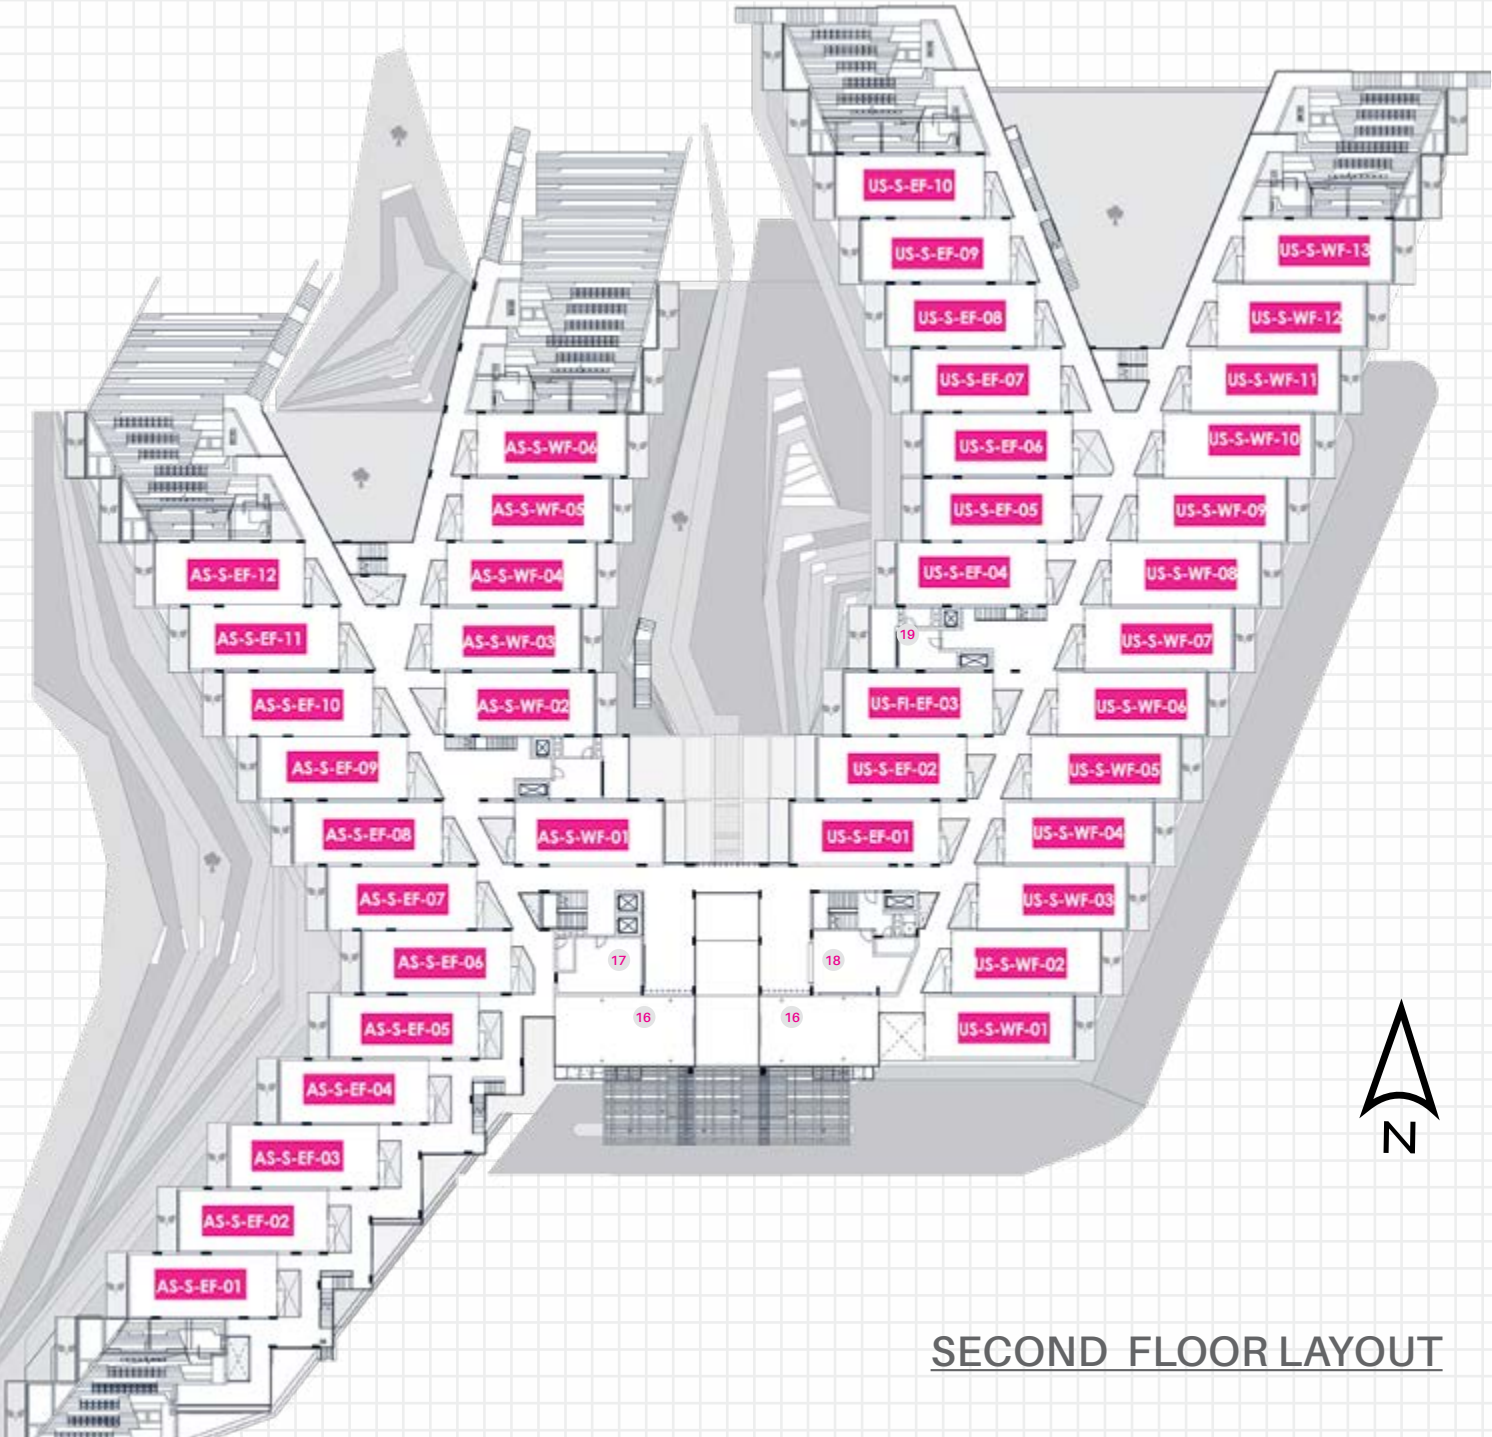 US-S-EF-10
US-S-EF-09
US-S-WF-13
US-S-EF-08
US-S-WF-12
US-S-EF-07
US-S-WF-11
AS-S-WF-06
US-S-EF-06
US-S-WF-10
AS-S-WF-05
US-S-EF-05
US-S-WF-09
AS-S-EF-12
AS-S-WF-04
US-S-EF-04
US-S-WF-08
AS-S-EF-11
AS-S-WF-03
19
US-S-WF-07
AS-S-EF-10
AS-S-WF-02
US-FI-EF-03
US-S-WF-06
AS-S-EF-09
US-S-EF-02
US-S-WF-05
AS-S-EF-08
AS-S-WF-01
US-S-EF-01
US-S-WF-04
AS-S-EF-07
US-S-WF-03
AS-S-EF-06
17
18
US-S-WF-02
AS-S-EF-05
16
16
US-S-WF-01
AS-S-EF-04
N
AS-S-EF-03
AS-S-EF-02
AS-S-EF-01
SECOND FLOOR LAYOUT